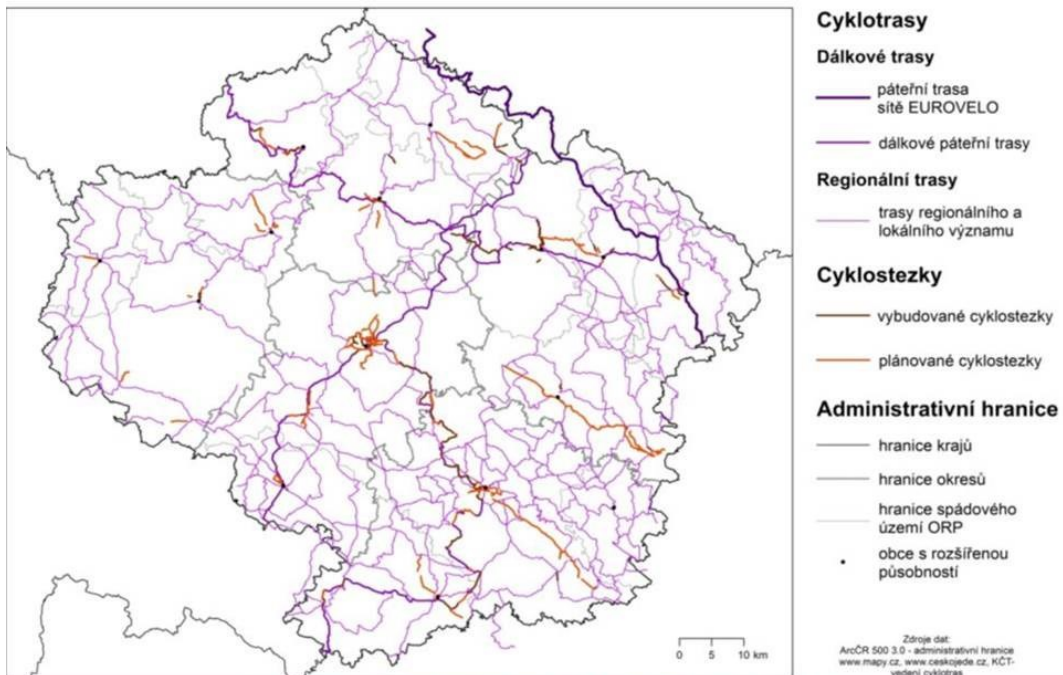 Cyklotrasy
Dálkové trasy
páteřní trasa
sítě EUROVELO
dálkové páteřní trasy
Regionální trasy
trasy regionálního a
lokálního významu
Cyklostezky
vybudované cyklostezky
plánované cyklostezky
Administrativní hranice
hranice krajů
hranice okresů
hranice spádového
území ORP
obce s rozšířenou
působností
0 5 10 km
Zdroje dat:
ArcČR 500 3.0 - administrativní hranice
www.mapy.cz, www.ceskojede.cz, KČT-
vedení cyklotras